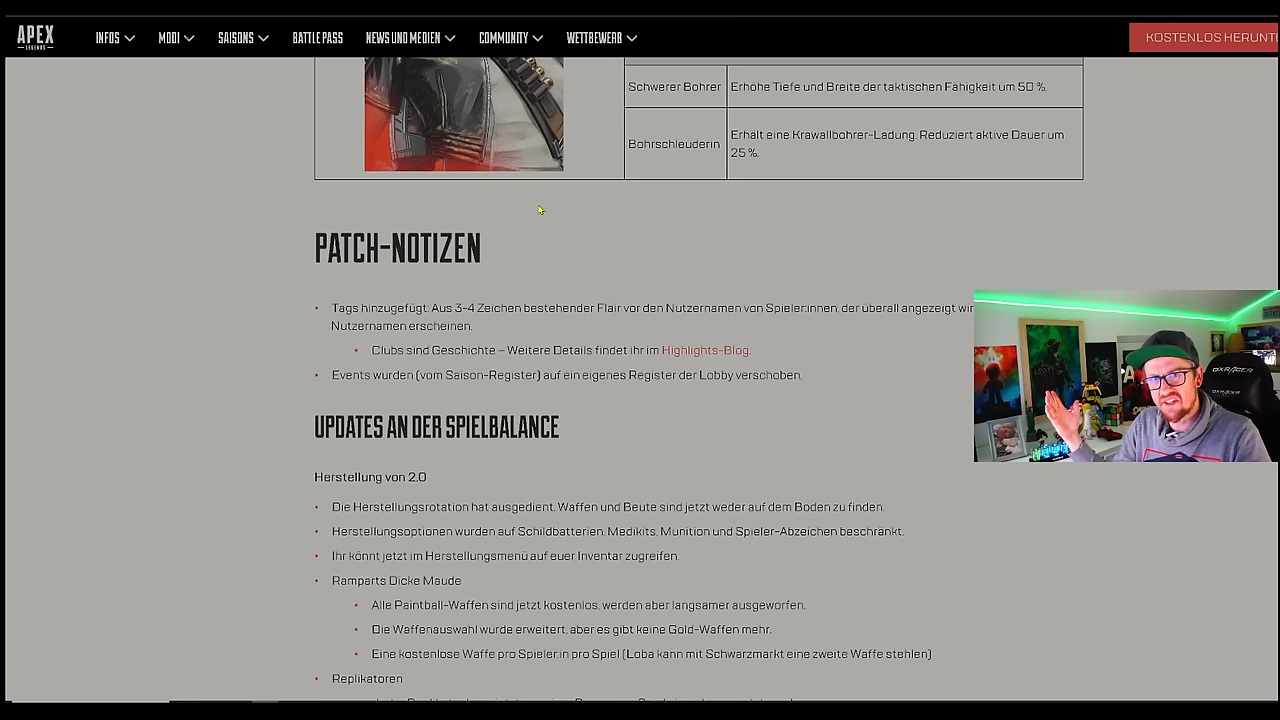 APEX
LEGENDS
INFOS
MODI
SAISONS
BATTLE PASS
NEWS UND MEDIEN
COMMUNITY
WETTBEWERB
KOSTENLOS HERUNT
Schwerer Bohrer
Erhöhe Tiefe und Breite der taktischen Fähigkeit um 50 %.
Bohrschleuderin
Erhält eine Krawallbohrer-Ladung. Reduziert aktive Dauer um
25 %.
PATCH-NOTIZEN
Tags hinzugefügt: Aus 3-4 Zeichen bestehender Flair vor den Nutzernamen von Spieler:innen, der überall angezeigt wir
Nutzernamen erscheinen.
Clubs sind Geschichte – Weitere Details findet ihr im Highlights-Blog.
Events wurden (vom Saison-Register) auf ein eigenes Register der Lobby verschoben.
UPDATES AN DER SPIELBALANCE
Herstellung von 2.0
Die Herstellungsrotation hat ausgedient. Waffen und Beute sind jetzt weder auf dem Boden zu finden.
Herstellungsoptionen wurden auf Schildbatterien, Medikits, Munition und Spieler-Abzeichen beschränkt.
Ihr könnt jetzt im Herstellungsmenü auf euer Inventar zugreifen.
Ramparts Dicke Maude
Alle Paintball-Waffen sind jetzt kostenlos, werden aber langsamer ausgeworfen.
Die Waffenauswahl wurde erweitert, aber es gibt keine Gold-Waffen mehr.
Eine kostenlose Waffe pro Spieler:in pro Spiel (Loba kann mit Schwarzmarkt eine zweite Waffe stehlen)
Replikatoren
OXRACER
OXRACER